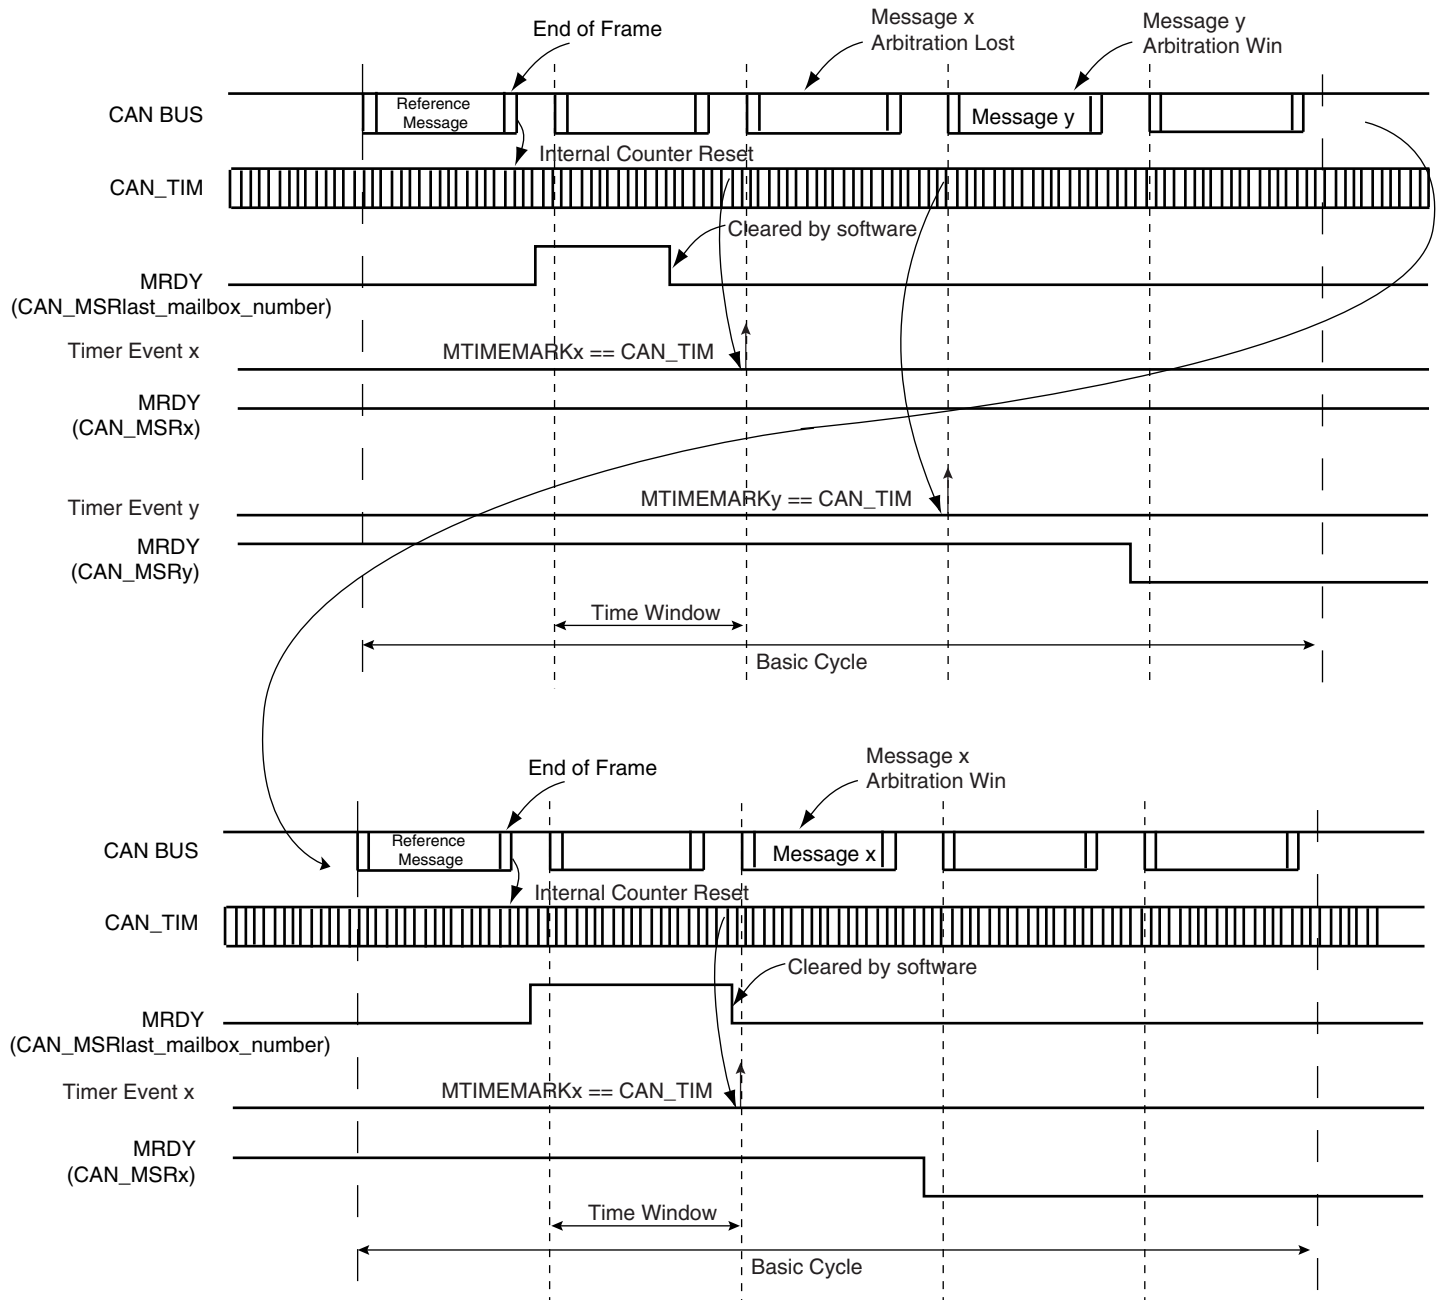 End of Frame
Message x
Arbitration Lost
Message y
Arbitration Win
CAN BUS
Reference
Message
Message y
Internal Counter Reset
CAN_TIM
Cleared by software
MRDY
(CAN_MSRlast_mailbox_number)
Timer Event x
MTIMEMARKx == CAN_TIM
MRDY
(CAN_MSRx)
Timer Event y
MTIMEMARKy == CAN_TIM
MRDY
(CAN_MSRy)
Time Window
Basic Cycle
End of Frame
Message x
Arbitration Win
CAN BUS
Reference
Message
Message x
Internal Counter Reset
CAN_TIM
Cleared by software
MRDY
(CAN_MSRlast_mailbox_number)
Timer Event x
MTIMEMARKx == CAN_TIM
MRDY
(CAN_MSRx)
Time Window
Basic Cycle